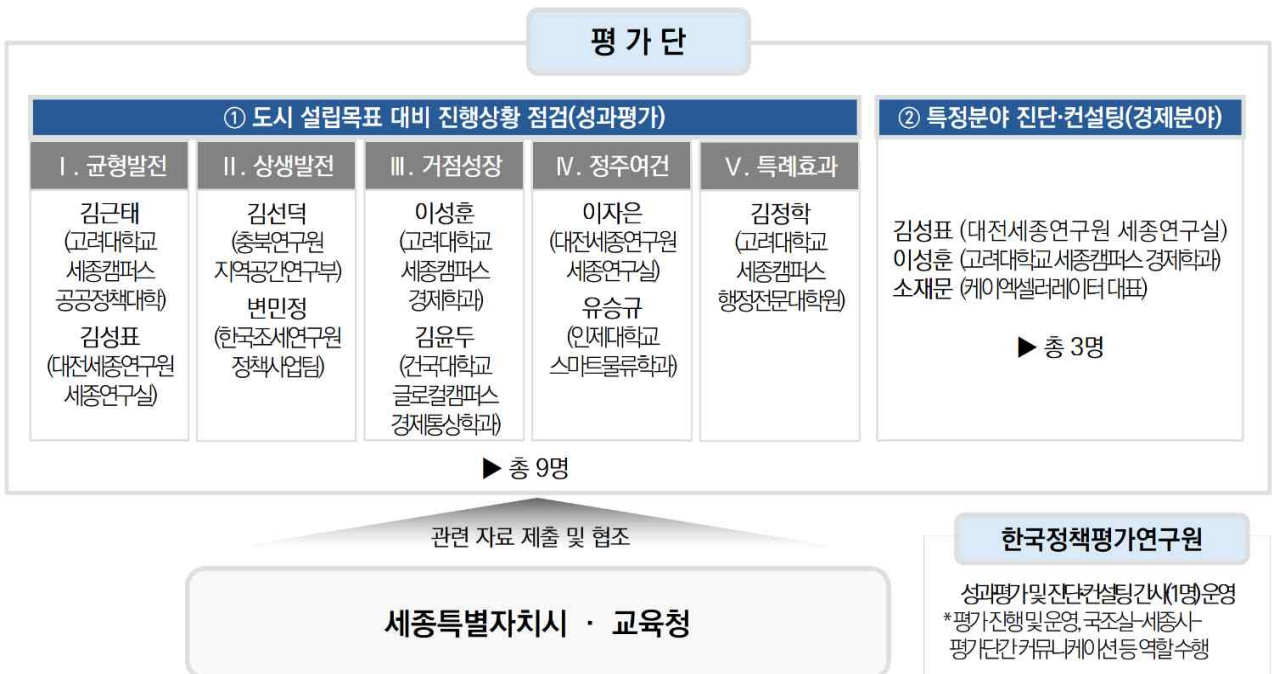 평 가 단
① 도시 설립목표 대비 진행상황 점검(성과평가)
Ⅰ. 균형발전
김근태
(고려대학교
세종캠퍼스
공공정책대학)
김성표
(대전세종연구원
세종연구실)
Ⅱ. 상생발전
김선덕
(충북연구원
지역공간연구부)
변민정
(한국조세연구원
정책사업팀)
Ⅲ. 거점성장
이성훈
(고려대학교
세종캠퍼스
경제학과)
김윤두
(건국대학교
글로컬캠퍼스
경제통상학과)
Ⅳ. 정주여건
이자은
(대전세종연구원
세종연구실)
유승규
(인제대학교
스마트물류학과)
Ⅴ. 특례효과
김정학
(고려대학교
세종캠퍼스
행정전문대학원)
▶ 총 9명
② 특정분야 진단·컨설팅(경제분야)
김성표 (대전세종연구원 세종연구실)
이성훈 (고려대학교 세종캠퍼스 경제학과)
소재문 (케이엑셀러레이터 대표)
▶ 총 3명
관련 자료 제출 및 협조
세종특별자치시 · 교육청
한국정책평가연구원
성과평가 및 진단·컨설팅 간사(1명) 운영
* 평가 진행 및 운영, 국조실-세종시-
평가단간 커뮤니케이션 등 역할 수행